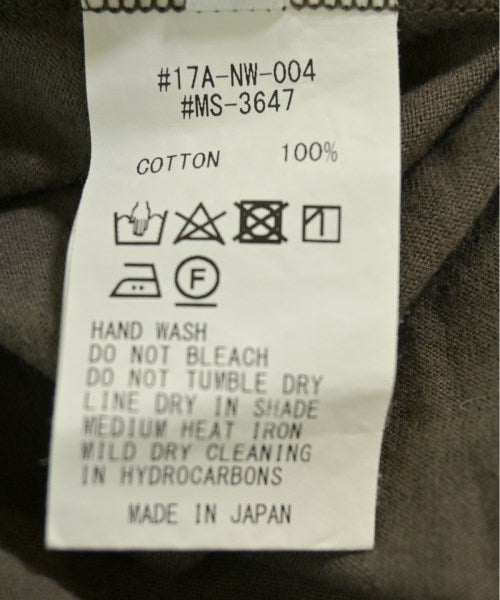 #17A-NW-004
#MS-3647
COTTON 100%
F
HAND WASH
DO NOT BLEACH
DO NOT TUMBLE DRY
LINE DRY IN SHADE
MEDIUM HEAT IRON
MILD DRY CLEANING
IN HYDROCARBONS
MADE IN JAPAN